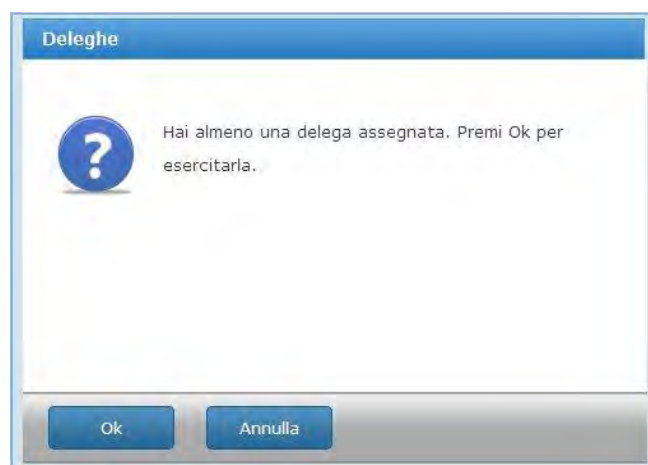 Deleghe
Hai almeno una delega assegnata. Premi Ok per
esercitarla.
Ok
Annulla